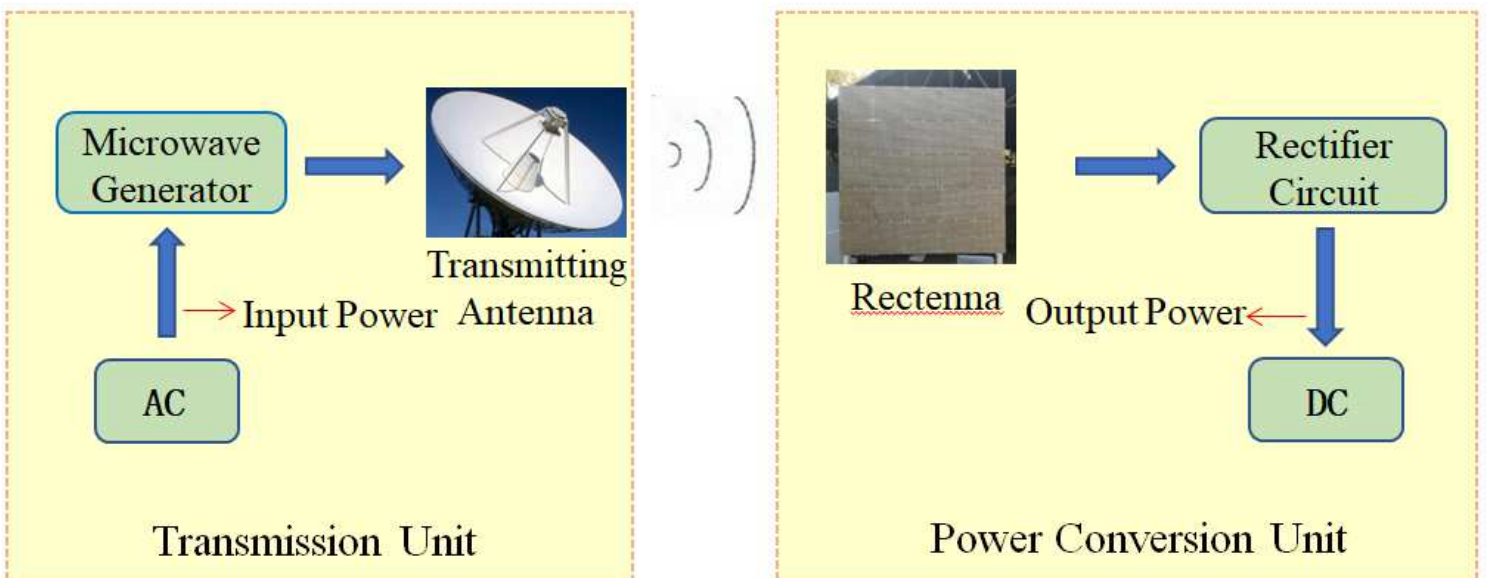 Microwave
Generator
Transmitting
Antenna
Input Power
AC
Transmission Unit
Rectenna
Rectifier
Circuit
Output Power
DC
Power Conversion Unit